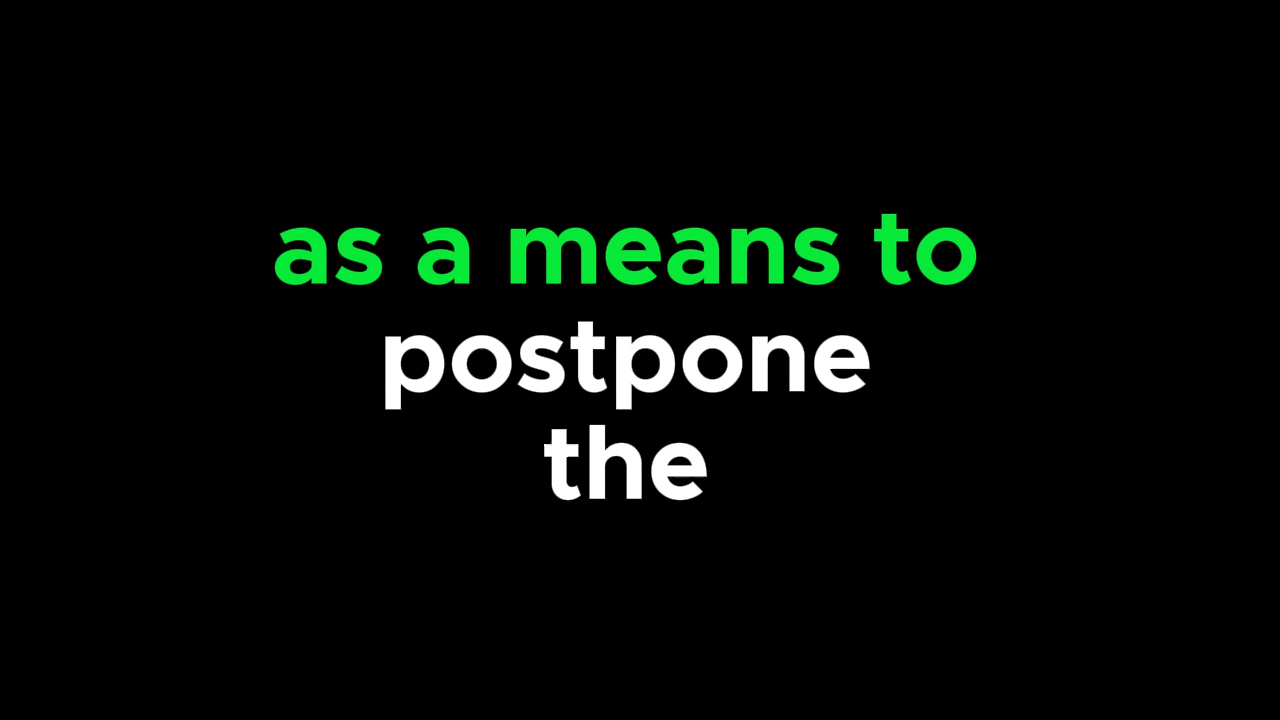 as a means to
postpone
the